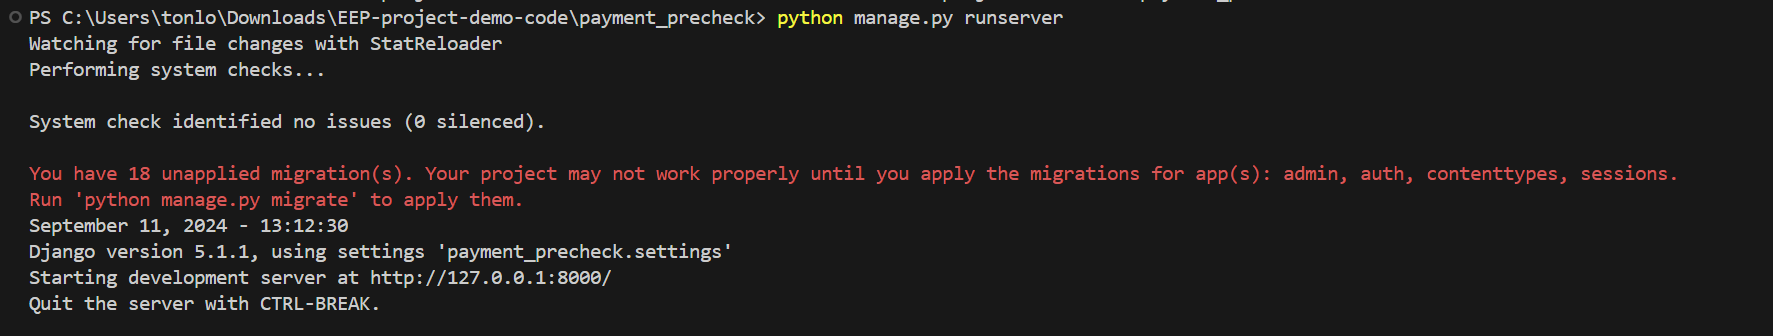 PS C:\Users\tonlo\Downloads\EEP-project-demo-code\payment_precheck> python manage.py runserver
Watching for file changes with StatReloader
Performing system checks...
System check identified no issues (0 silenced).
You have 18 unapplied migration(s). Your project may not work properly until you apply the migrations for app(s): admin, auth, contenttypes, sessions.
Run 'python manage.py migrate' to apply them.
September 11, 2024 - 13:12:30
Django version 5.1.1, using settings 'payment_precheck.settings'
Starting development server at http://127.0.0.1:8000/
Quit the server with CTRL-BREAK.